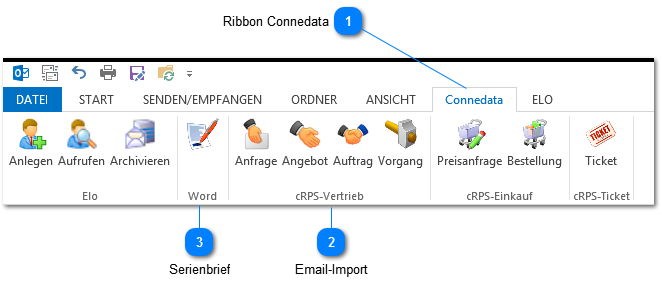 Ribbon Connedata 1
DATEI START SENDEN/EMPFANGEN ORDNER ANSICHT Connedata ELO
Anlegen Aufrufen Archivieren Anfrage Angebot Auftrag Vorgang Preisanfrage Bestellung TICKET Ticket
Elo Word cRPS-Vertrieb cRPS-Einkauf cRPS-Ticket
3 2
Serienbrief Email-Import